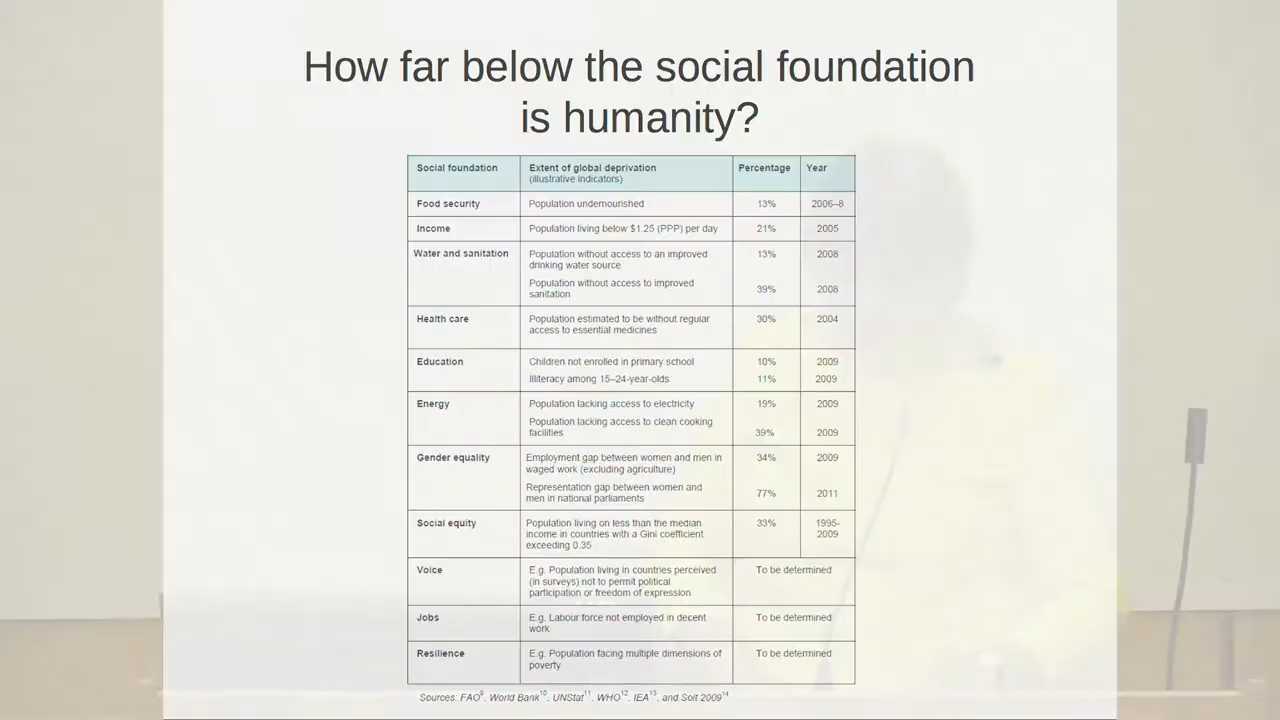 How far below the social foundation
is humanity?
Social foundation Extent of global deprivation Percentage Year
(illustrative indicators)
Food security Population undernourished 13% 2006–8
Income Population living below $1.25 (PPP) per day 21% 2005
Water and sanitation Population without access to an improved 13% 2008
drinking water source
Population without access to improved
sanitation 39% 2008
Health care Population estimated to be without regular 30% 2004
access to essential medicines
Education Children not enrolled in primary school 10% 2009
Illiteracy among 15–24-year-olds 11% 2009
Energy Population lacking access to electricity 19% 2009
Population lacking access to clean cooking
facilities 39% 2009
Gender equality Employment gap between women and men in 34% 2009
waged work (excluding agriculture)
Representation gap between women and
men in national parliaments 77% 2011
Social equity Population living on less than the median 33% 1995-
income in countries with a Gini coefficient 2009
exceeding 0.35
Voice E.g. Population living in countries perceived To be determined
(in surveys) not to permit political
participation or freedom of expression
Jobs E.g. Labour force not employed in decent To be determined
work
Resilience E.g. Population facing multiple dimensions of To be determined
poverty
Sources: FAO9, World Bank10, UNStat11, WHO12, IEA13, and Solt 200914